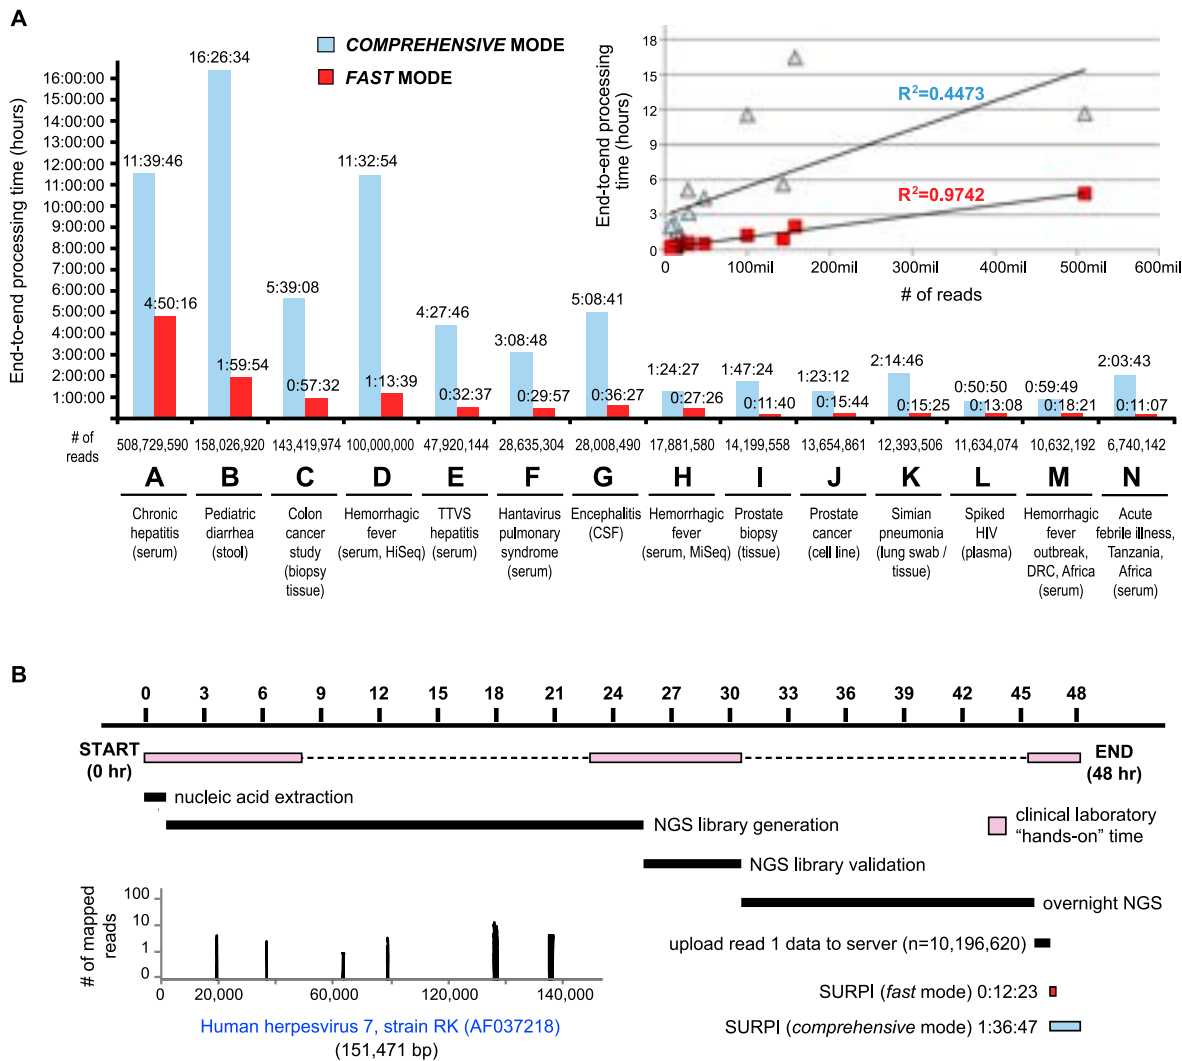 A
COMPREHENSIVE MODE
FAST MODE
End-to-end processing time (hours)
16:00:00
15:00:00
14:00:00
13:00:00
12:00:00
11:00:00
10:00:00
9:00:00
8:00:00
7:00:00
6:00:00
5:00:00
4:00:00
3:00:00
2:00:00
1:00:00
11:39:46
4:50:16
16:26:34
1:59:54
5:39:08
0:57:32
11:32:54
1:13:39
4:27:46
0:32:37
3:08:48
0:29:57
5:08:41
0:36:27
1:24:27
0:27:26
1:47:24
0:11:40
1:23:12
0:15:44
2:14:46
0:15:25
0:50:50
0:13:08
0:59:49
0:18:21
2:03:43
0:11:07
End-to-end processing
time (hours)
18
15
12
9
6
3
0
R²=0.4473
R²=0.9742
0 100mil 200mil 300mil 400mil 500mil 600mil
# of reads
# of
reads
508,729,590 158,026,920 143,419,974 100,000,000 47,920,144 28,635,304 28,008,490 17,881,580 14,199,558 13,654,861 12,393,506 11,634,074 10,632,192 6,740,142
A B C D E F G H I J K L M N
Chronic
hepatitis
(serum)
Pediatric
diarrhea
(stool)
Colon
cancer
study
(biopsy
tissue)
Hemorrhagic
fever
(serum, HiSeq)
TTVS
hepatitis
(serum)
Hantavirus
pulmonary
syndrome
(serum)
Encephalitis
(CSF)
Hemorrhagic
fever
(serum, MiSeq)
Prostate
biopsy
(tissue)
Prostate
cancer
(cell line)
Simian
pneumonia
(lung swab /
tissue)
Spiked
HIV
(plasma)
Hemorrhagic
fever
outbreak,
DRC, Africa
(serum)
Acute
febrile illness,
Tanzania,
Africa
(serum)
B
0 3 6 8 9 12 15 18 21 24 27 30 33 36 39 42 45 48
START
(0 hr)
END
(48 hr)
nucleic acid extraction
NGS library generation
clinical laboratory
"hands-on" time
NGS library validation
overnight NGS
upload read 1 data to server (n=10,196,620)
SURPI (fast mode) 0:12:23
SURPI (comprehensive mode) 1:36:47
# of mapped
reads
100
10
1
0
0 20,000 60,000 120,000 140,000
Human herpesvirus 7, strain RK (AF037218)
(151,471 bp)